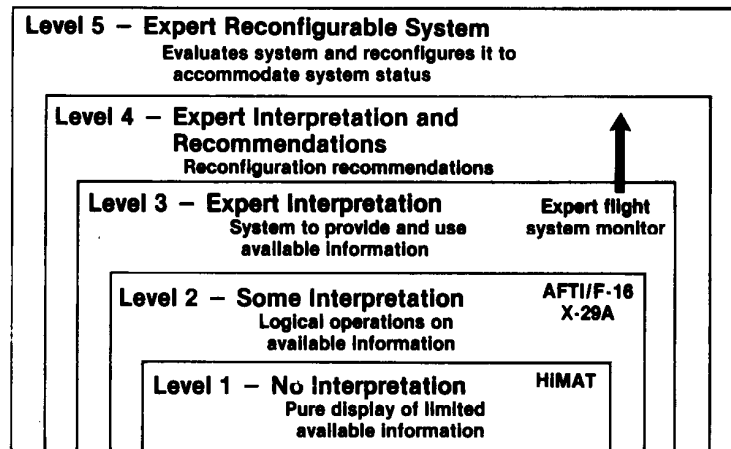 Level 5 – Expert Reconfigurable System
Evaluates system and reconfigures it to
accommodate system status
Level 4 – Expert Interpretation and
Recommendations
Reconfiguration recommendations
Level 3 – Expert Interpretation
System to provide and use
available information
Expert flight
system monitor
Level 2 – Some Interpretation
Logical operations on
available information
AFTI/F-16
X-29A
Level 1 – No Interpretation
Pure display of limited
available information
HiMAT